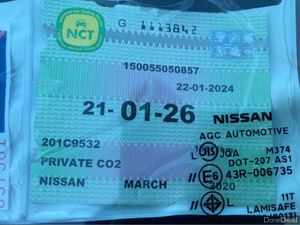 NCT
G 1113842
150055050857
22-01-2024
21-01-26
NISSAN
AGC AUTOMOTIVE
201C9532
M374
PRIVATE CO2
DOT-207 AS1
E6 43R-006735
NISSAN MARCH 2020
11T
LAMISAFE
DoneDeal